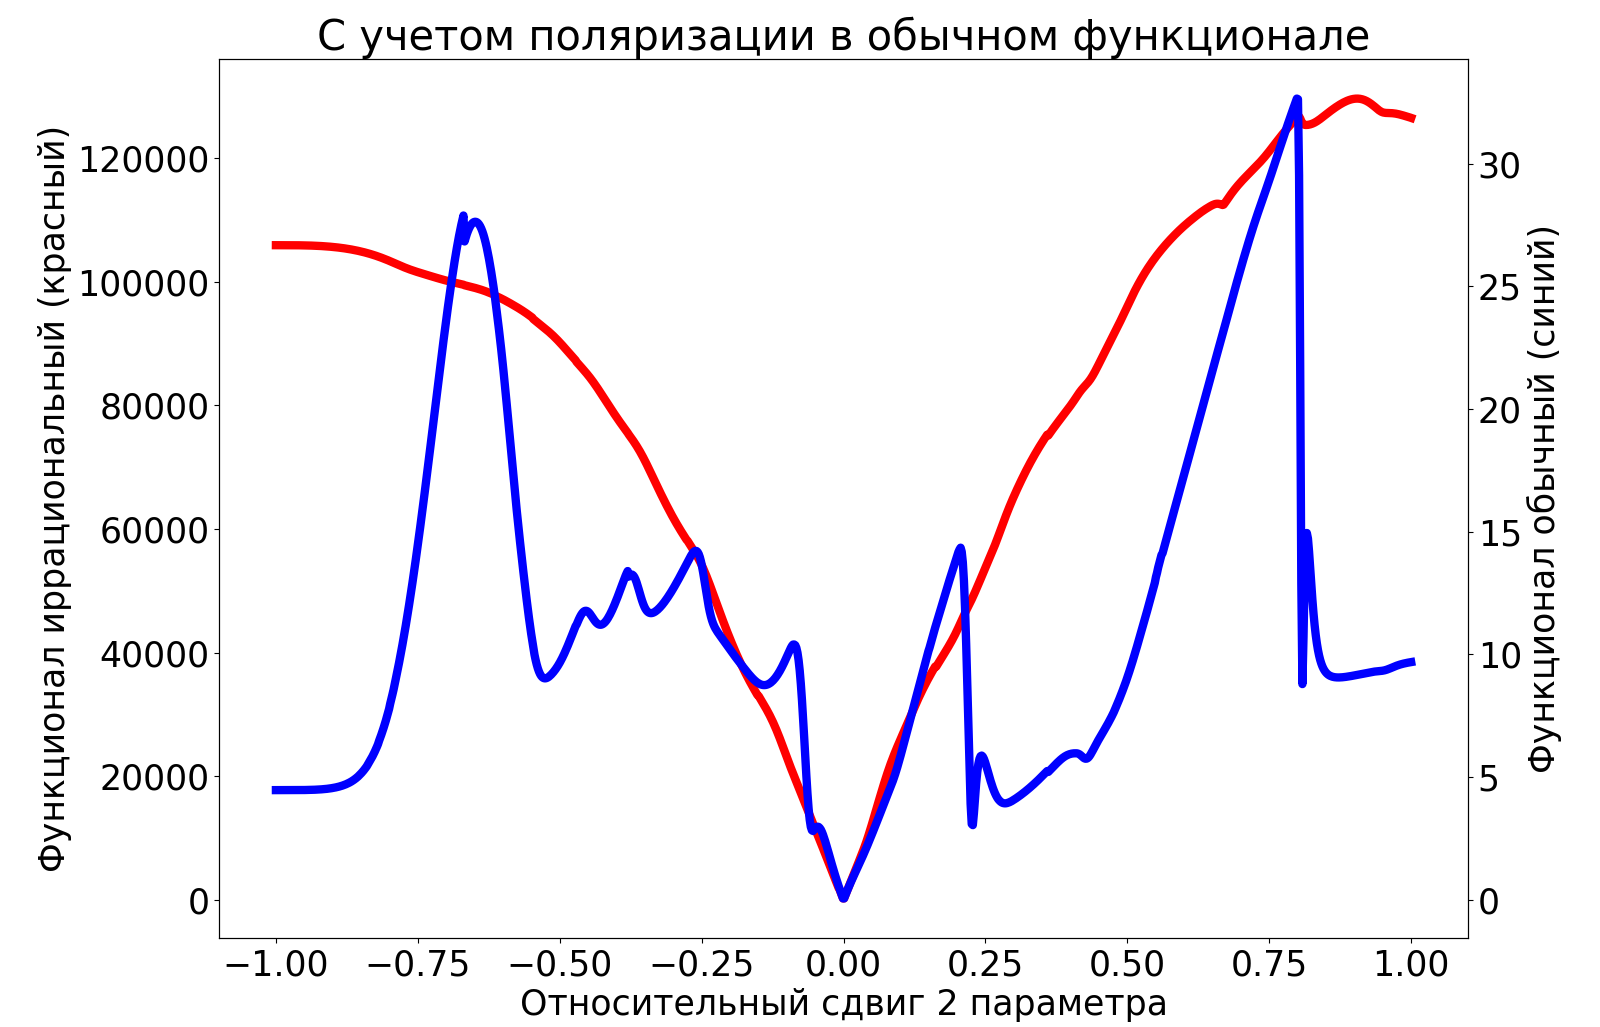 С учетом поляризации в обычном функционале
Функционал иррациональный (красный)
120000
100000
80000
60000
40000
20000
0
30
25
20
15
10
5
0
Функционал обычный (синий)
−1.00 −0.75 −0.50 −0.25 0.00 0.25 0.50 0.75 1.00
Относительный сдвиг 2 параметра